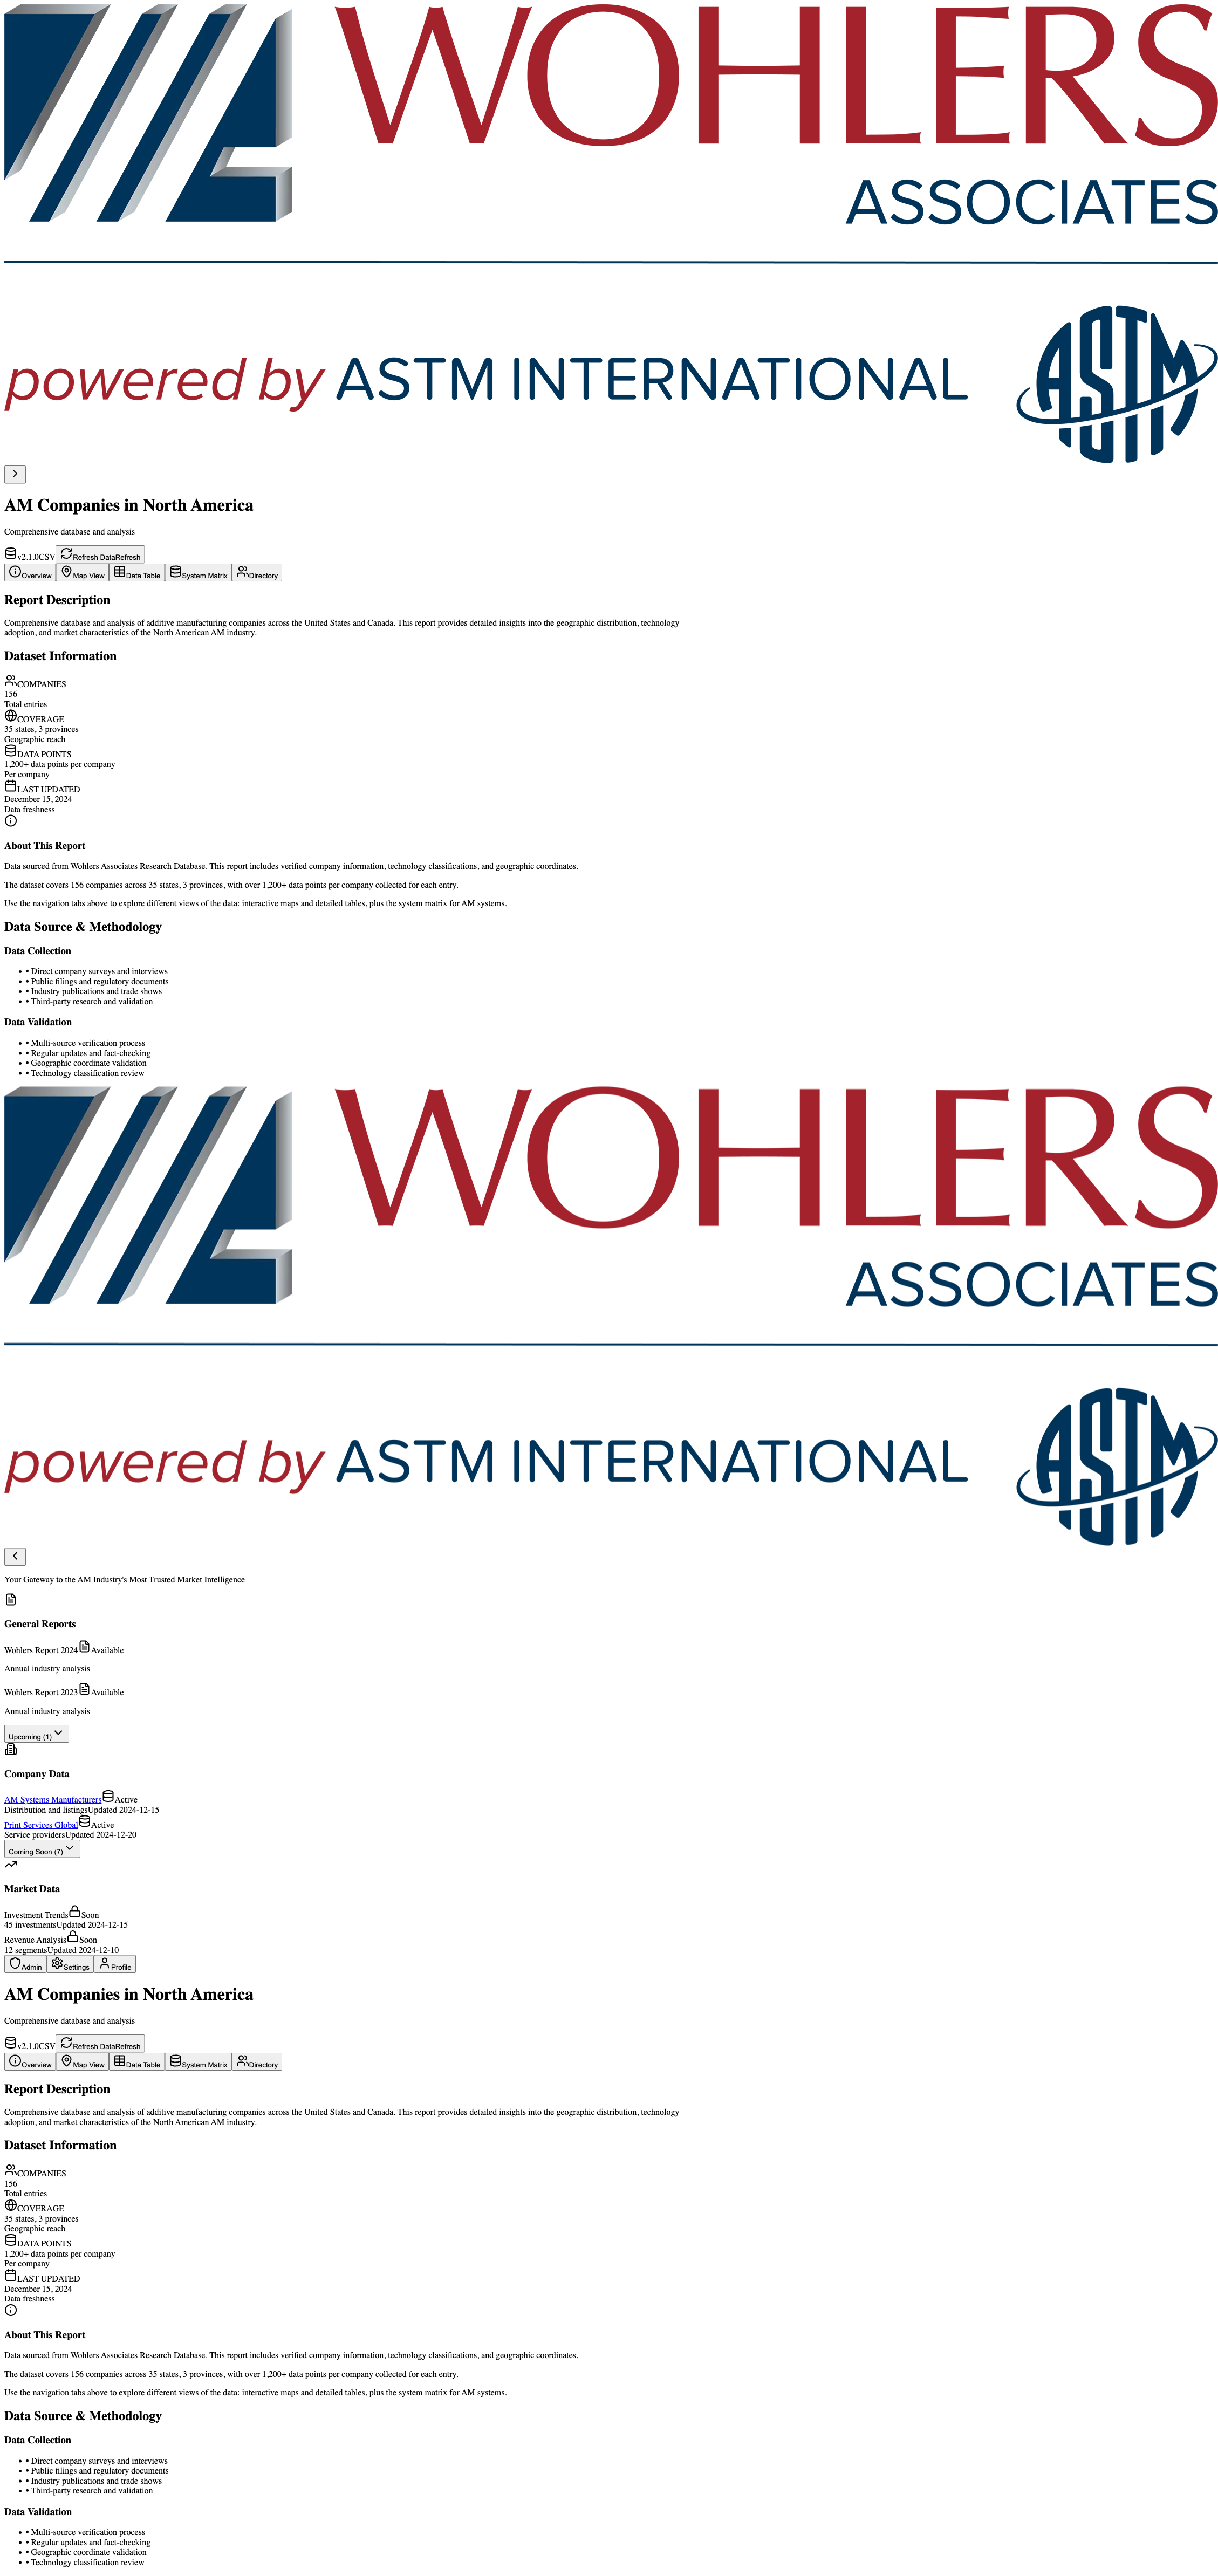 WOHLERS
ASSOCIATES
powered by ASTM INTERNATIONAL
ASTM
AM Companies in North America
Comprehensive database and analysis
v2.1.0CSV Refresh DataRefresh
Overview Map View Data Table System Matrix Directory
Report Description
Comprehensive database and analysis of additive manufacturing companies across the United States and Canada. This report provides detailed insights into the geographic distribution, technology
adoption, and market characteristics of the North American AM industry.
Dataset Information
COMPANIES
156
Total entries
COVERAGE
35 states, 3 provinces
Geographic reach
DATA POINTS
1,200+ data points per company
Per company
LAST UPDATED
December 15, 2024
Data freshness
About This Report
Data sourced from Wohlers Associates Research Database. This report includes verified company information, technology classifications, and geographic coordinates.
The dataset covers 156 companies across 35 states, 3 provinces, with over 1,200+ data points per company collected for each entry.
Use the navigation tabs above to explore different views of the data: interactive maps and detailed tables, plus the system matrix for AM systems.
Data Source & Methodology
Data Collection
• • Direct company surveys and interviews
• • Public filings and regulatory documents
• • Industry publications and trade shows
• • Third-party research and validation
Data Validation
• • Multi-source verification process
• • Regular updates and fact-checking
• • Geographic coordinate validation
• • Technology classification review
WOHLERS
ASSOCIATES
powered by ASTM INTERNATIONAL
ASTM
Your Gateway to the AM Industry's Most Trusted Market Intelligence
General Reports
Wohlers Report 2024 Available
Annual industry analysis
Wohlers Report 2023 Available
Annual industry analysis
Upcoming (1)
Company Data
AM Systems Manufacturers Active
Distribution and listingsUpdated 2024-12-15
Print Services Global Active
Service providersUpdated 2024-12-20
Coming Soon (7)
Market Data
Investment Trends Soon
45 investmentsUpdated 2024-12-15
Revenue Analysis Soon
12 segmentsUpdated 2024-12-10
Admin Settings Profile
AM Companies in North America
Comprehensive database and analysis
v2.1.0CSV Refresh DataRefresh
Overview Map View Data Table System Matrix Directory
Report Description
Comprehensive database and analysis of additive manufacturing companies across the United States and Canada. This report provides detailed insights into the geographic distribution, technology
adoption, and market characteristics of the North American AM industry.
Dataset Information
COMPANIES
156
Total entries
COVERAGE
35 states, 3 provinces
Geographic reach
DATA POINTS
1,200+ data points per company
Per company
LAST UPDATED
December 15, 2024
Data freshness
About This Report
Data sourced from Wohlers Associates Research Database. This report includes verified company information, technology classifications, and geographic coordinates.
The dataset covers 156 companies across 35 states, 3 provinces, with over 1,200+ data points per company collected for each entry.
Use the navigation tabs above to explore different views of the data: interactive maps and detailed tables, plus the system matrix for AM systems.
Data Source & Methodology
Data Collection
• • Direct company surveys and interviews
• • Public filings and regulatory documents
• • Industry publications and trade shows
• • Third-party research and validation
Data Validation
• • Multi-source verification process
• • Regular updates and fact-checking
• • Geographic coordinate validation
• • Technology classification review